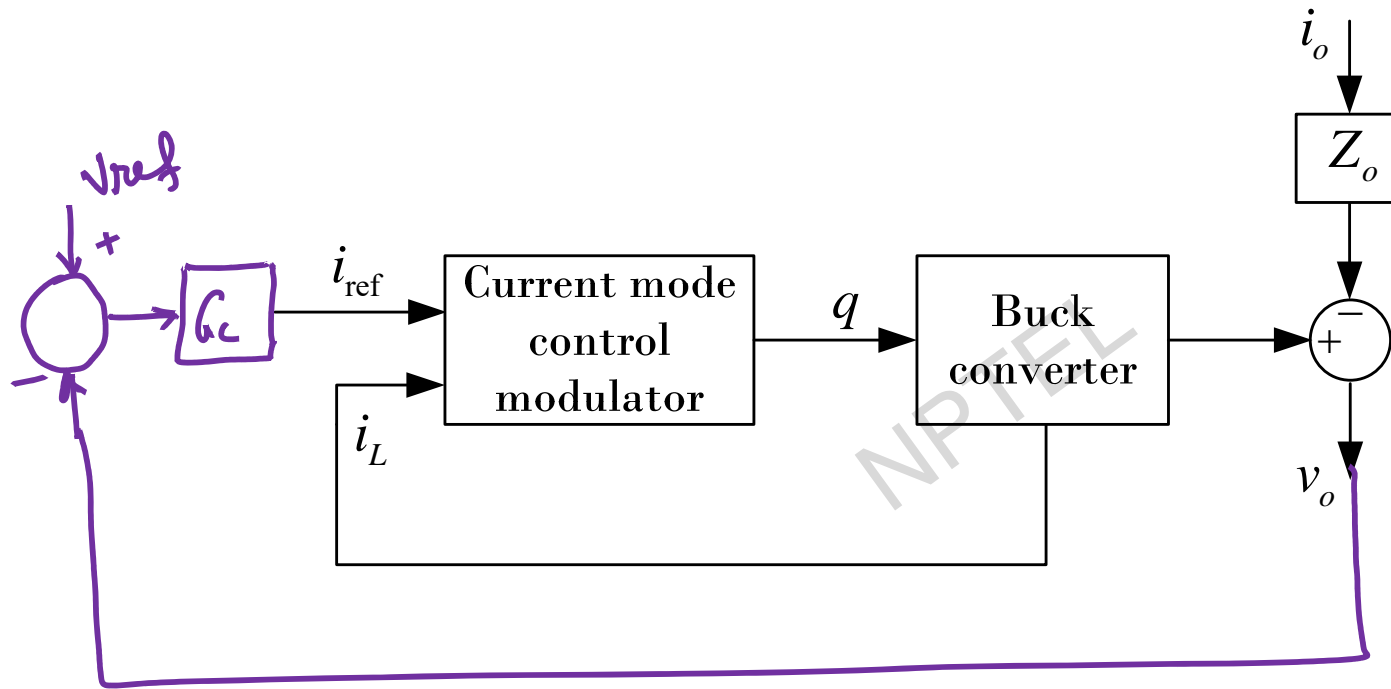 i_o
Z_o
Vref
+
i_ref
Current mode
control
modulator
q
Buck
converter
−
+
Gc
−
i_L
v_o
NPTEL